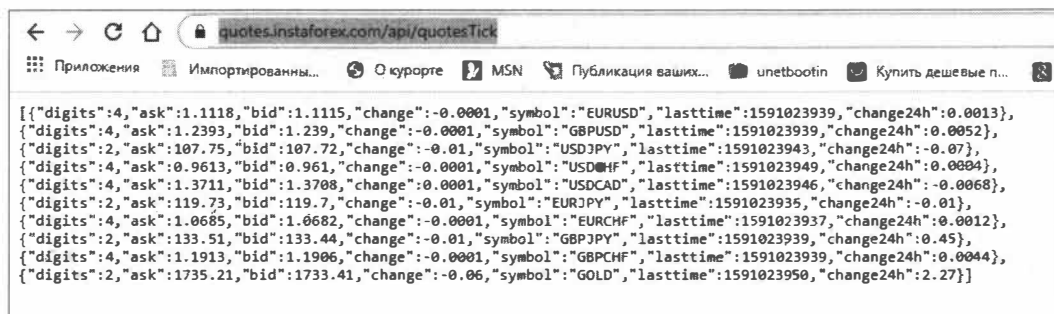 quotes.instaforex.com/api/quotesTick
Приложения Импортированны... О курорте MSN Публикация ваших... unetbootin Купить дешевые п...
[{"digits":4,"ask":1.1118,"bid":1.1115,"change":-0.0001,"symbol":"EURUSD","lasttime":1591023939,"change24h":0.0013},
{"digits":4,"ask":1.2393,"bid":1.239,"change":-0.0001,"symbol":"GBPUSD","lasttime":1591023939,"change24h":0.0052},
{"digits":2,"ask":107.75,"bid":107.72,"change":-0.01,"symbol":"USDJPY","lasttime":1591023943,"change24h":-0.07},
{"digits":4,"ask":0.9613,"bid":0.961,"change":-0.0001,"symbol":"USDCHF","lasttime":1591023949,"change24h":0.0004},
{"digits":4,"ask":1.3711,"bid":1.3708,"change":0.0001,"symbol":"USDCAD","lasttime":1591023946,"change24h":-0.0068},
{"digits":2,"ask":119.73,"bid":119.7,"change":-0.01,"symbol":"EURJPY","lasttime":1591023935,"change24h":-0.01},
{"digits":4,"ask":1.0685,"bid":1.0682,"change":-0.0001,"symbol":"EURCHF","lasttime":1591023937,"change24h":0.0012},
{"digits":2,"ask":133.51,"bid":133.44,"change":-0.01,"symbol":"GBPJPY","lasttime":1591023939,"change24h":0.45},
{"digits":4,"ask":1.1913,"bid":1.1906,"change":-0.0001,"symbol":"GBPCHF","lasttime":1591023939,"change24h":0.0044},
{"digits":2,"ask":1735.21,"bid":1733.41,"change":-0.06,"symbol":"GOLD","lasttime":1591023950,"change24h":2.27}]